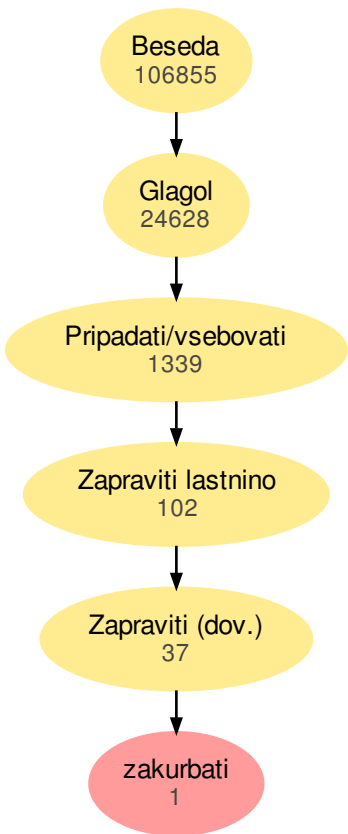 Beseda
106855
Glagol
24628
Pripadati/vsebovati
1339
Zapraviti lastnino
102
Zapraviti (dov.)
37
zakurbati
1